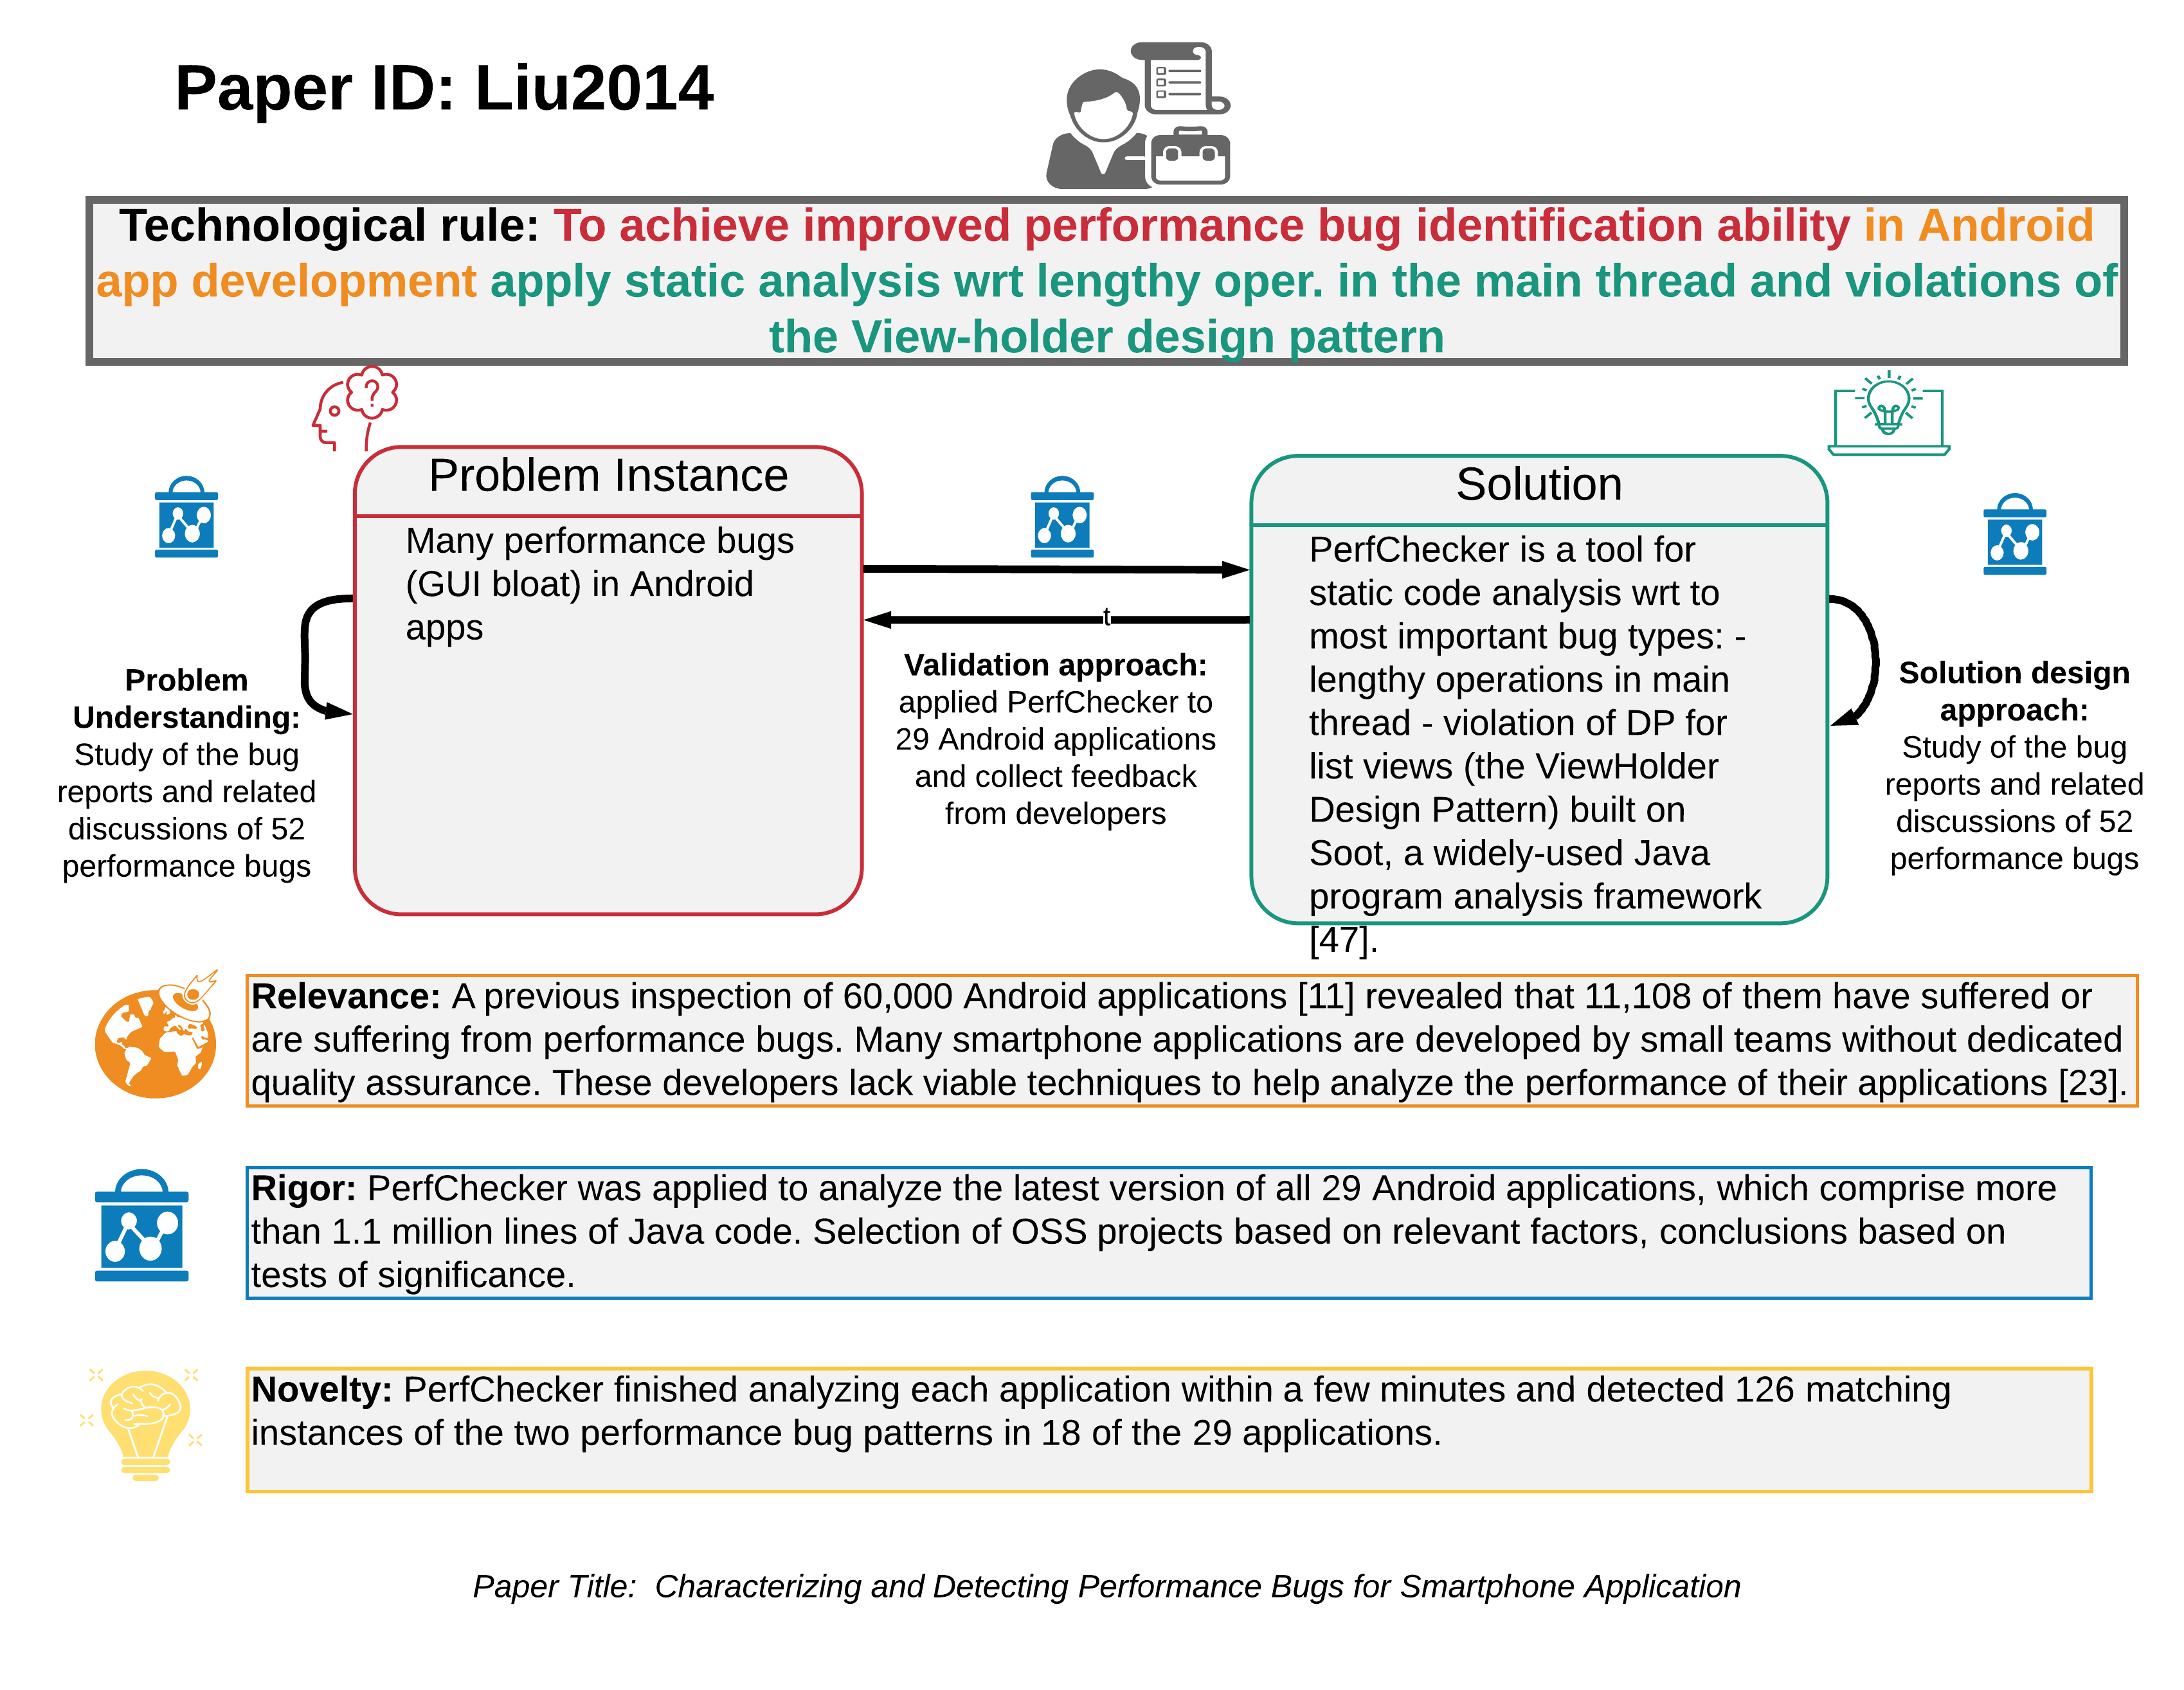 Paper ID: Liu2014
Technological rule: To achieve improved performance bug identification ability in Android
app development apply static analysis wrt lengthy oper. in the main thread and violations of
the View-holder design pattern
?
Problem Instance
Many performance bugs
(GUI bloat) in Android
apps
Problem
Understanding:
Study of the bug
reports and related
discussions of 52
performance bugs
t
Validation approach:
applied PerfChecker to
29 Android applications
and collect feedback
from developers
Solution
PerfChecker is a tool for
static code analysis wrt to
most important bug types: -
lengthy operations in main
thread - violation of DP for
list views (the ViewHolder
Design Pattern) built on
Soot, a widely-used Java
program analysis framework
[47].
Solution design
approach:
Study of the bug
reports and related
discussions of 52
performance bugs
Relevance: A previous inspection of 60,000 Android applications [11] revealed that 11,108 of them have suffered or
are suffering from performance bugs. Many smartphone applications are developed by small teams without dedicated
quality assurance. These developers lack viable techniques to help analyze the performance of their applications [23].
Rigor: PerfChecker was applied to analyze the latest version of all 29 Android applications, which comprise more
than 1.1 million lines of Java code. Selection of OSS projects based on relevant factors, conclusions based on
tests of significance.
Novelty: PerfChecker finished analyzing each application within a few minutes and detected 126 matching
instances of the two performance bug patterns in 18 of the 29 applications.
Paper Title: Characterizing and Detecting Performance Bugs for Smartphone Application